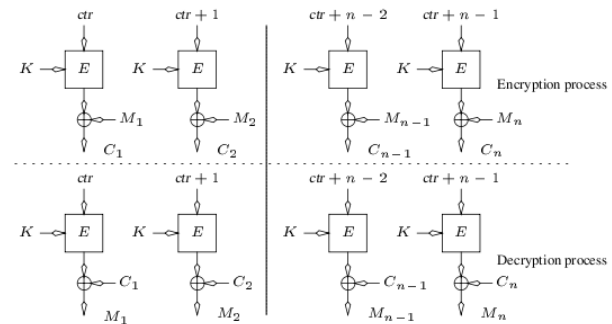 ctr ctr + 1 ctr + n − 2 ctr + n − 1
K E K E K E K E
Encryption process
M₁ M₂ Mₙ₋₁ Mₙ
C₁ C₂ Cₙ₋₁ Cₙ
ctr ctr + 1 ctr + n − 2 ctr + n − 1
K E K E K E K E
Decryption process
C₁ C₂ Cₙ₋₁ Cₙ
M₁ M₂ Mₙ₋₁ Mₙ